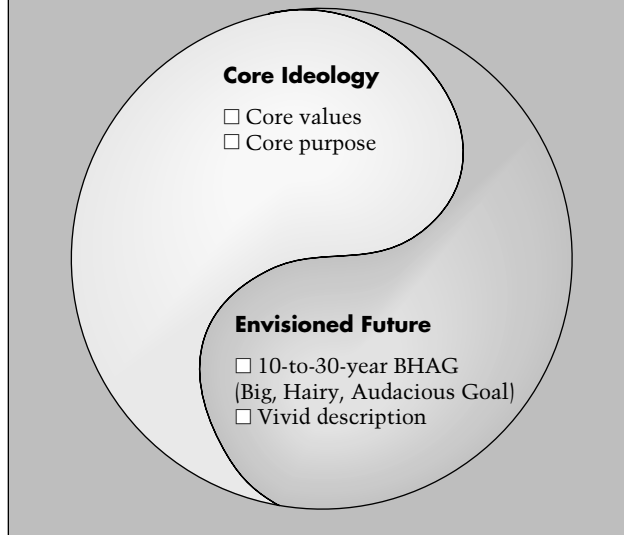 Core Ideology
☐ Core values
☐ Core purpose
Envisioned Future
☐ 10-to-30-year BHAG
(Big, Hairy, Audacious Goal)
☐ Vivid description